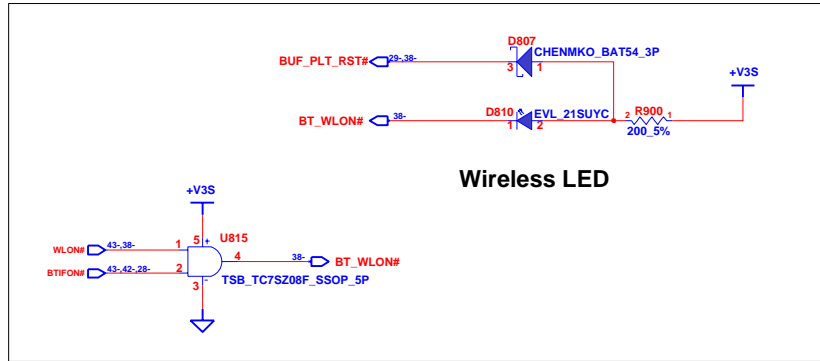 D807
BUF_PLT_RST# 29-,38- CHENMKO_BAT54_3P
3 1
+V3S
D810 EVL_21SUYC R900
BT_WLON# 38- 1 2 2 1
200_5%
Wireless LED
+V3S
U815
5 +
WLON# 43-,38- 1
4 38- BT_WLON#
BTIFON# 43-,42-,28- 2
3 -
TSB_TC7SZ08F_SSOP_5P